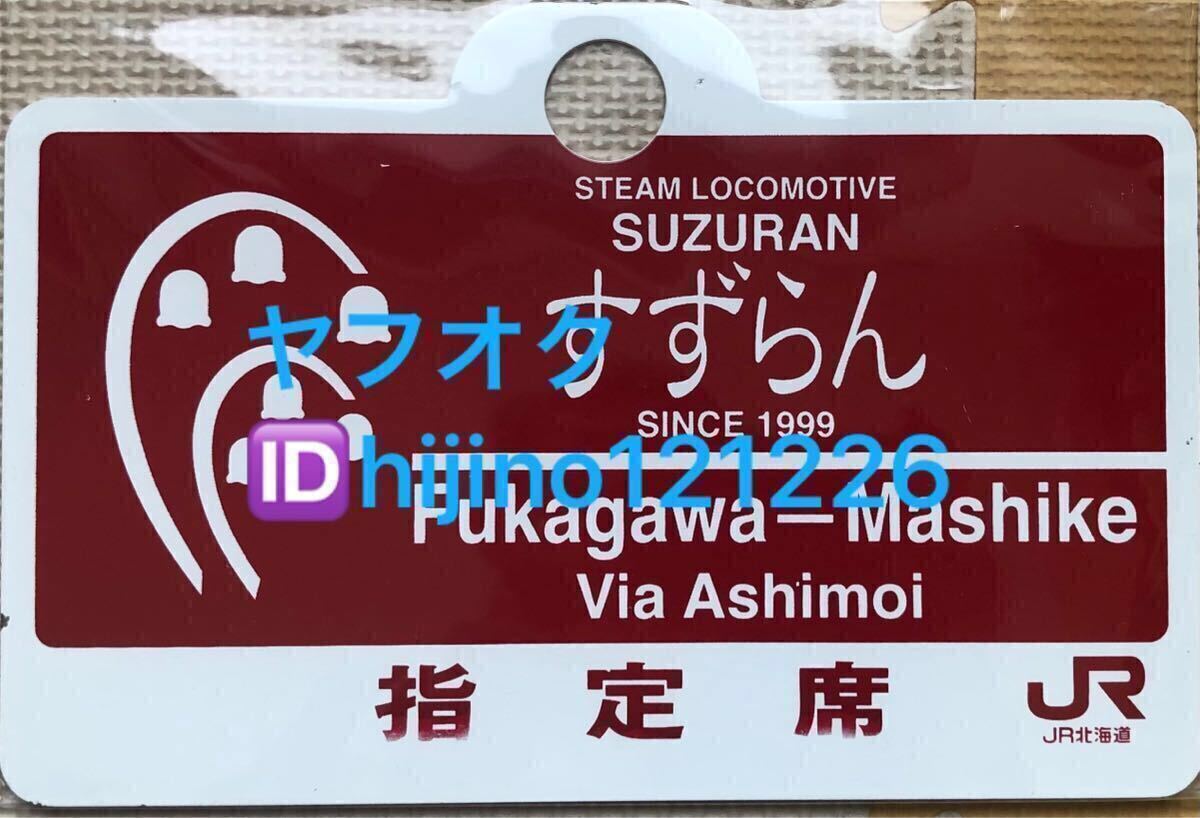 STEAM LOCOMOTIVE
SUZURAN
すずらん
ヤフオク
SINCE 1999
🆔hijino121226
Fukagawa－Mashike
Via Ashimoi
指定席
JR
JR北海道